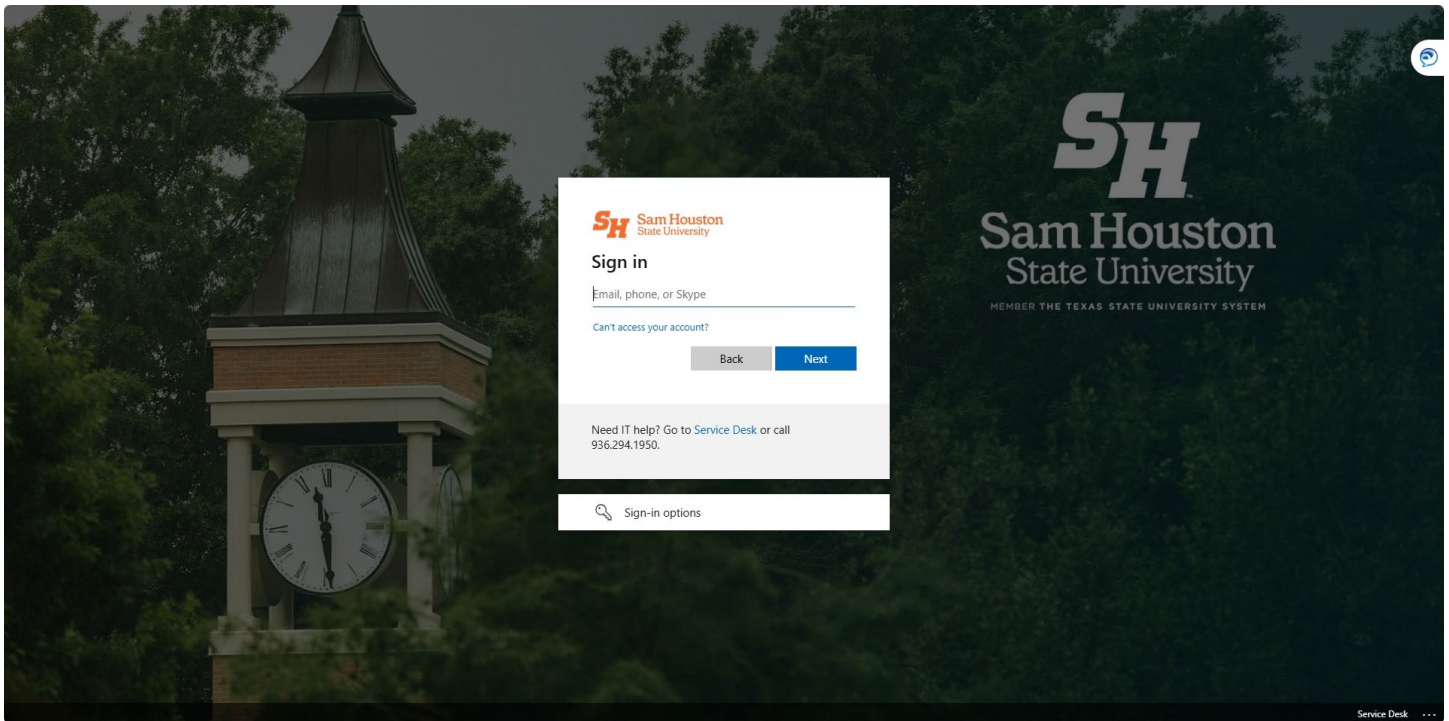 SH Sam Houston
State University
Sign in
Email, phone, or Skype
Can't access your account?
Back Next
Need IT help? Go to Service Desk or call
936.294.1950.
Sign-in options
SH
Sam Houston
State University
MEMBER THE TEXAS STATE UNIVERSITY SYSTEM
Service Desk ...